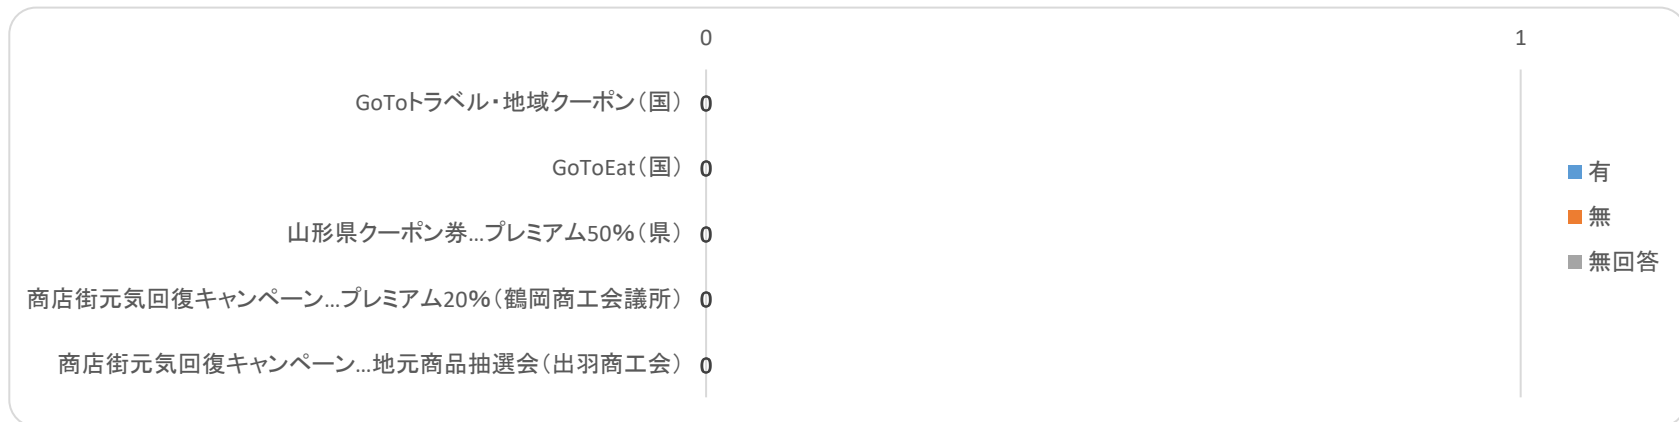 0 1
GoToトラベル・地域クーポン（国） 0
GoToEat（国） 0
山形県クーポン券…プレミアム50％（県） 0
商店街元気回復キャンペーン…プレミアム20％（鶴岡商工会議所） 0
商店街元気回復キャンペーン…地元商品抽選会（出羽商工会） 0
有
無
無回答